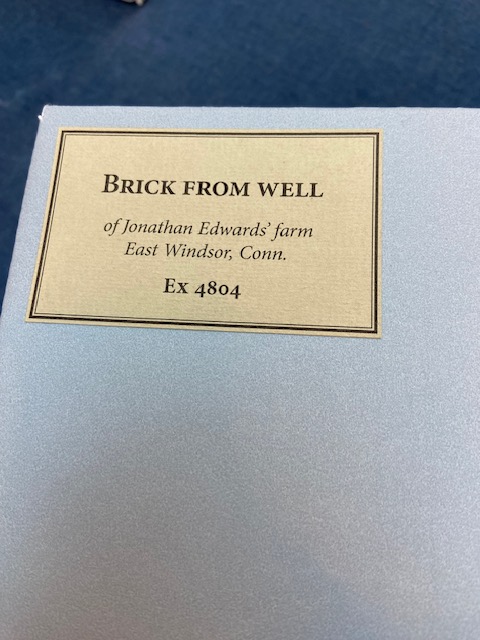 Brick from well
of Jonathan Edwards' farm
East Windsor, Conn.
Ex 4804